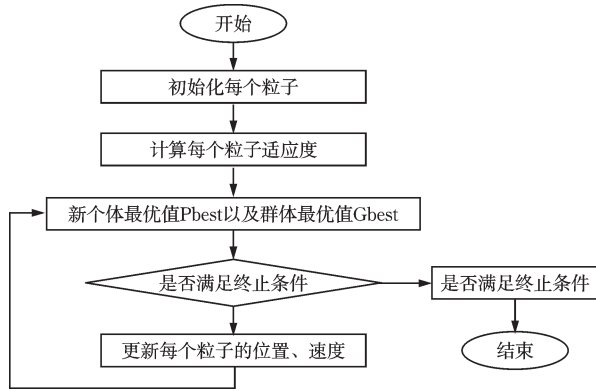 开始
初始化每个粒子
计算每个粒子适应度
新个体最优值Pbest以及群体最优值Gbest
是否满足终止条件
是否满足终止条件
更新每个粒子的位置、速度
结束